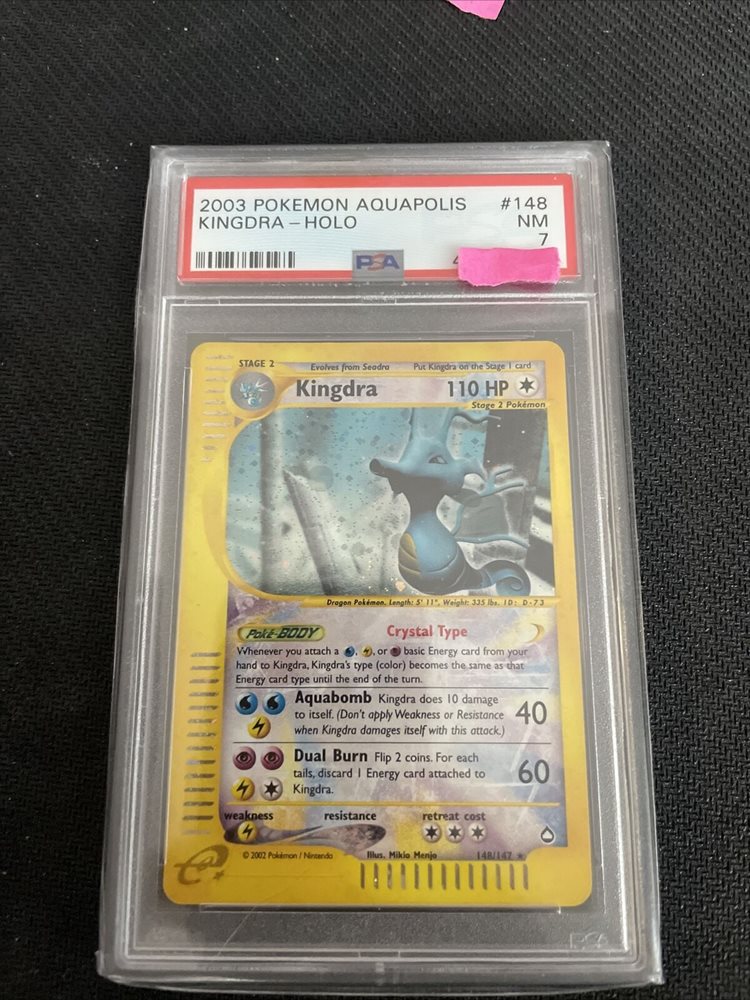 2003 POKEMON AQUAPOLIS #148
KINGDRA - HOLO NM
7
PSA
STAGE 2 Evolves from Seadra Put Kingdra on the Stage 1 card
Kingdra 110 HP
Stage 2 Pokémon
Dragon Pokémon. Length: 5' 11", Weight: 335 lbs. ID: D-73
Poké-BODY Crystal Type
Whenever you attach a , , or basic Energy card from your
hand to Kingdra, Kingdra's type (color) becomes the same as that
Energy card type until the end of the turn.
Aquabomb Kingdra does 10 damage
to itself. (Don't apply Weakness or Resistance 40
when Kingdra damages itself with this attack.)
Dual Burn Flip 2 coins. For each
tails, discard 1 Energy card attached to 60
Kingdra.
weakness resistance retreat cost
© 2002 Pokémon / Nintendo Illus. Mikio Menjo 148/147 ★
e
PSA